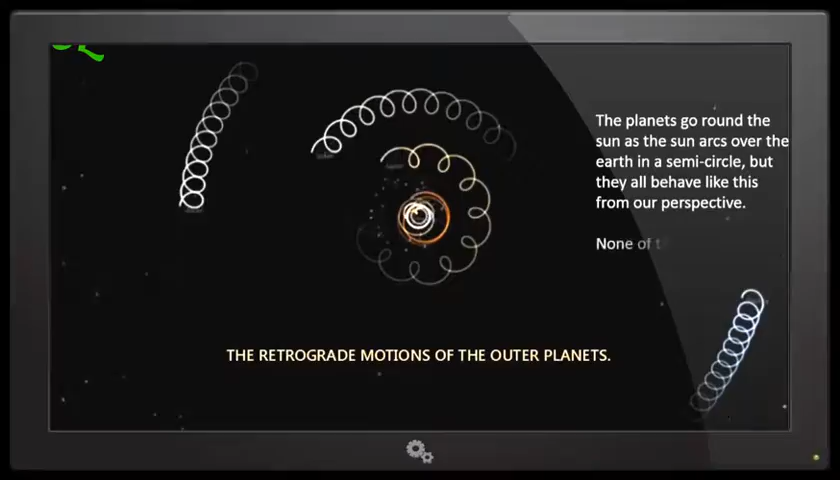 The planets go round the
sun as the sun arcs over the
earth in a semi-circle, but
they all behave like this
from our perspective.
None of
THE RETROGRADE MOTIONS OF THE OUTER PLANETS.